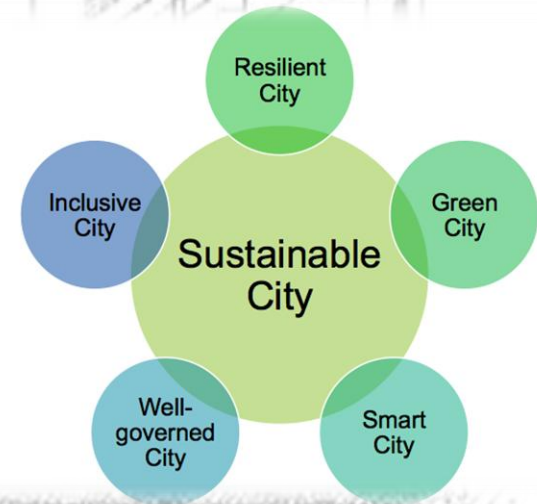 Resilient
City
Inclusive
City
Green
City
Sustainable
City
Well-
governed
City
Smart
City